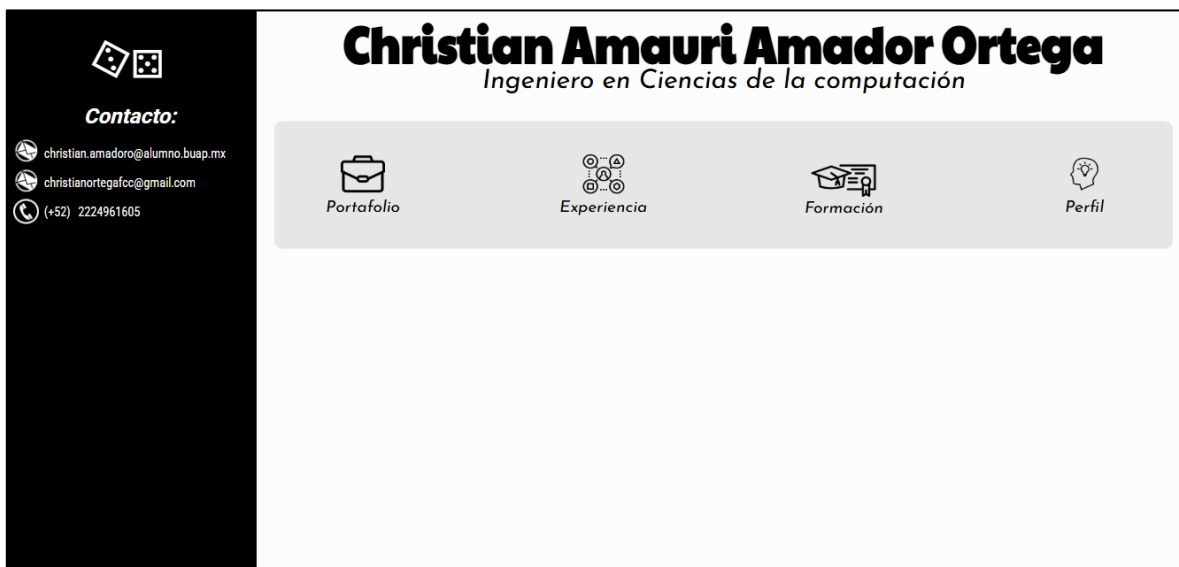 Christian Amauri Amador Ortega
Ingeniero en Ciencias de la computación
Contacto:
christian.amadoro@alumno.buap.mx
christianortegafcc@gmail.com
(+52) 2224961605
Portafolio
Experiencia
Formación
Perfil